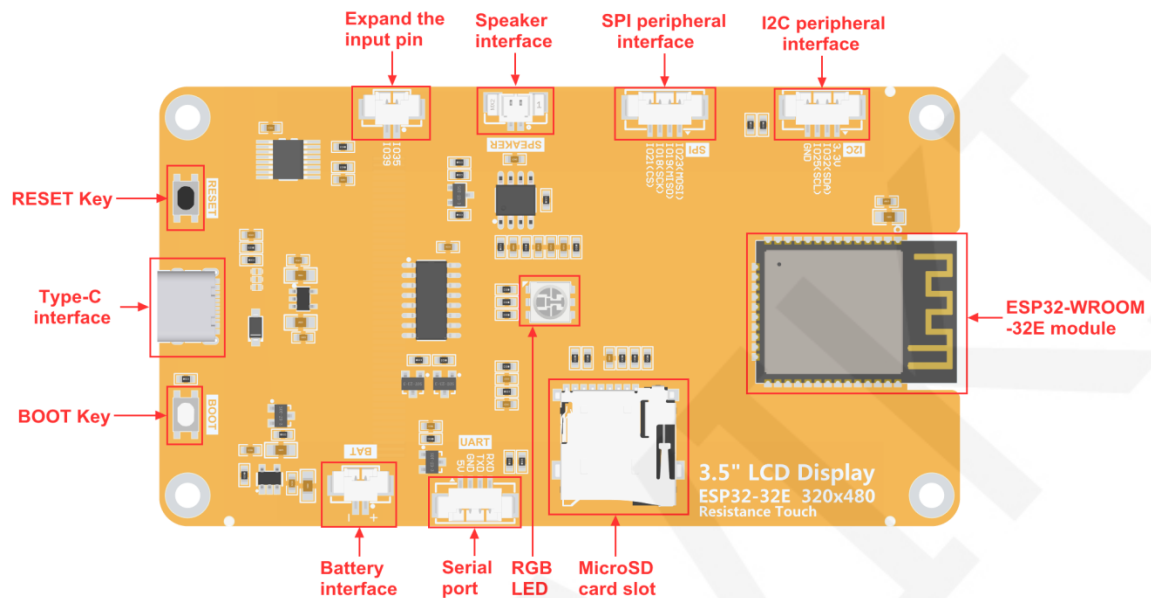 Expand the
input pin
Speaker
interface
SPI peripheral
interface
I2C peripheral
interface
IO39
IO35
SPEAKER
IO21(CS)
IO18(SCK)
IO19(MISO)
IO23(MOSI)
SPI
GND
IO25(SCL)
IO32(SDA)
3.3V
I2C
RESET Key
RESET
Type-C
interface
ESP32-WROOM
-32E module
BOOT Key
BOOT
BAT
- +
UART
5V
GND
TXD
RXD
3.5" LCD Display
ESP32-32E 320x480
Resistance Touch
Battery
interface
Serial
port
RGB
LED
MicroSD
card slot